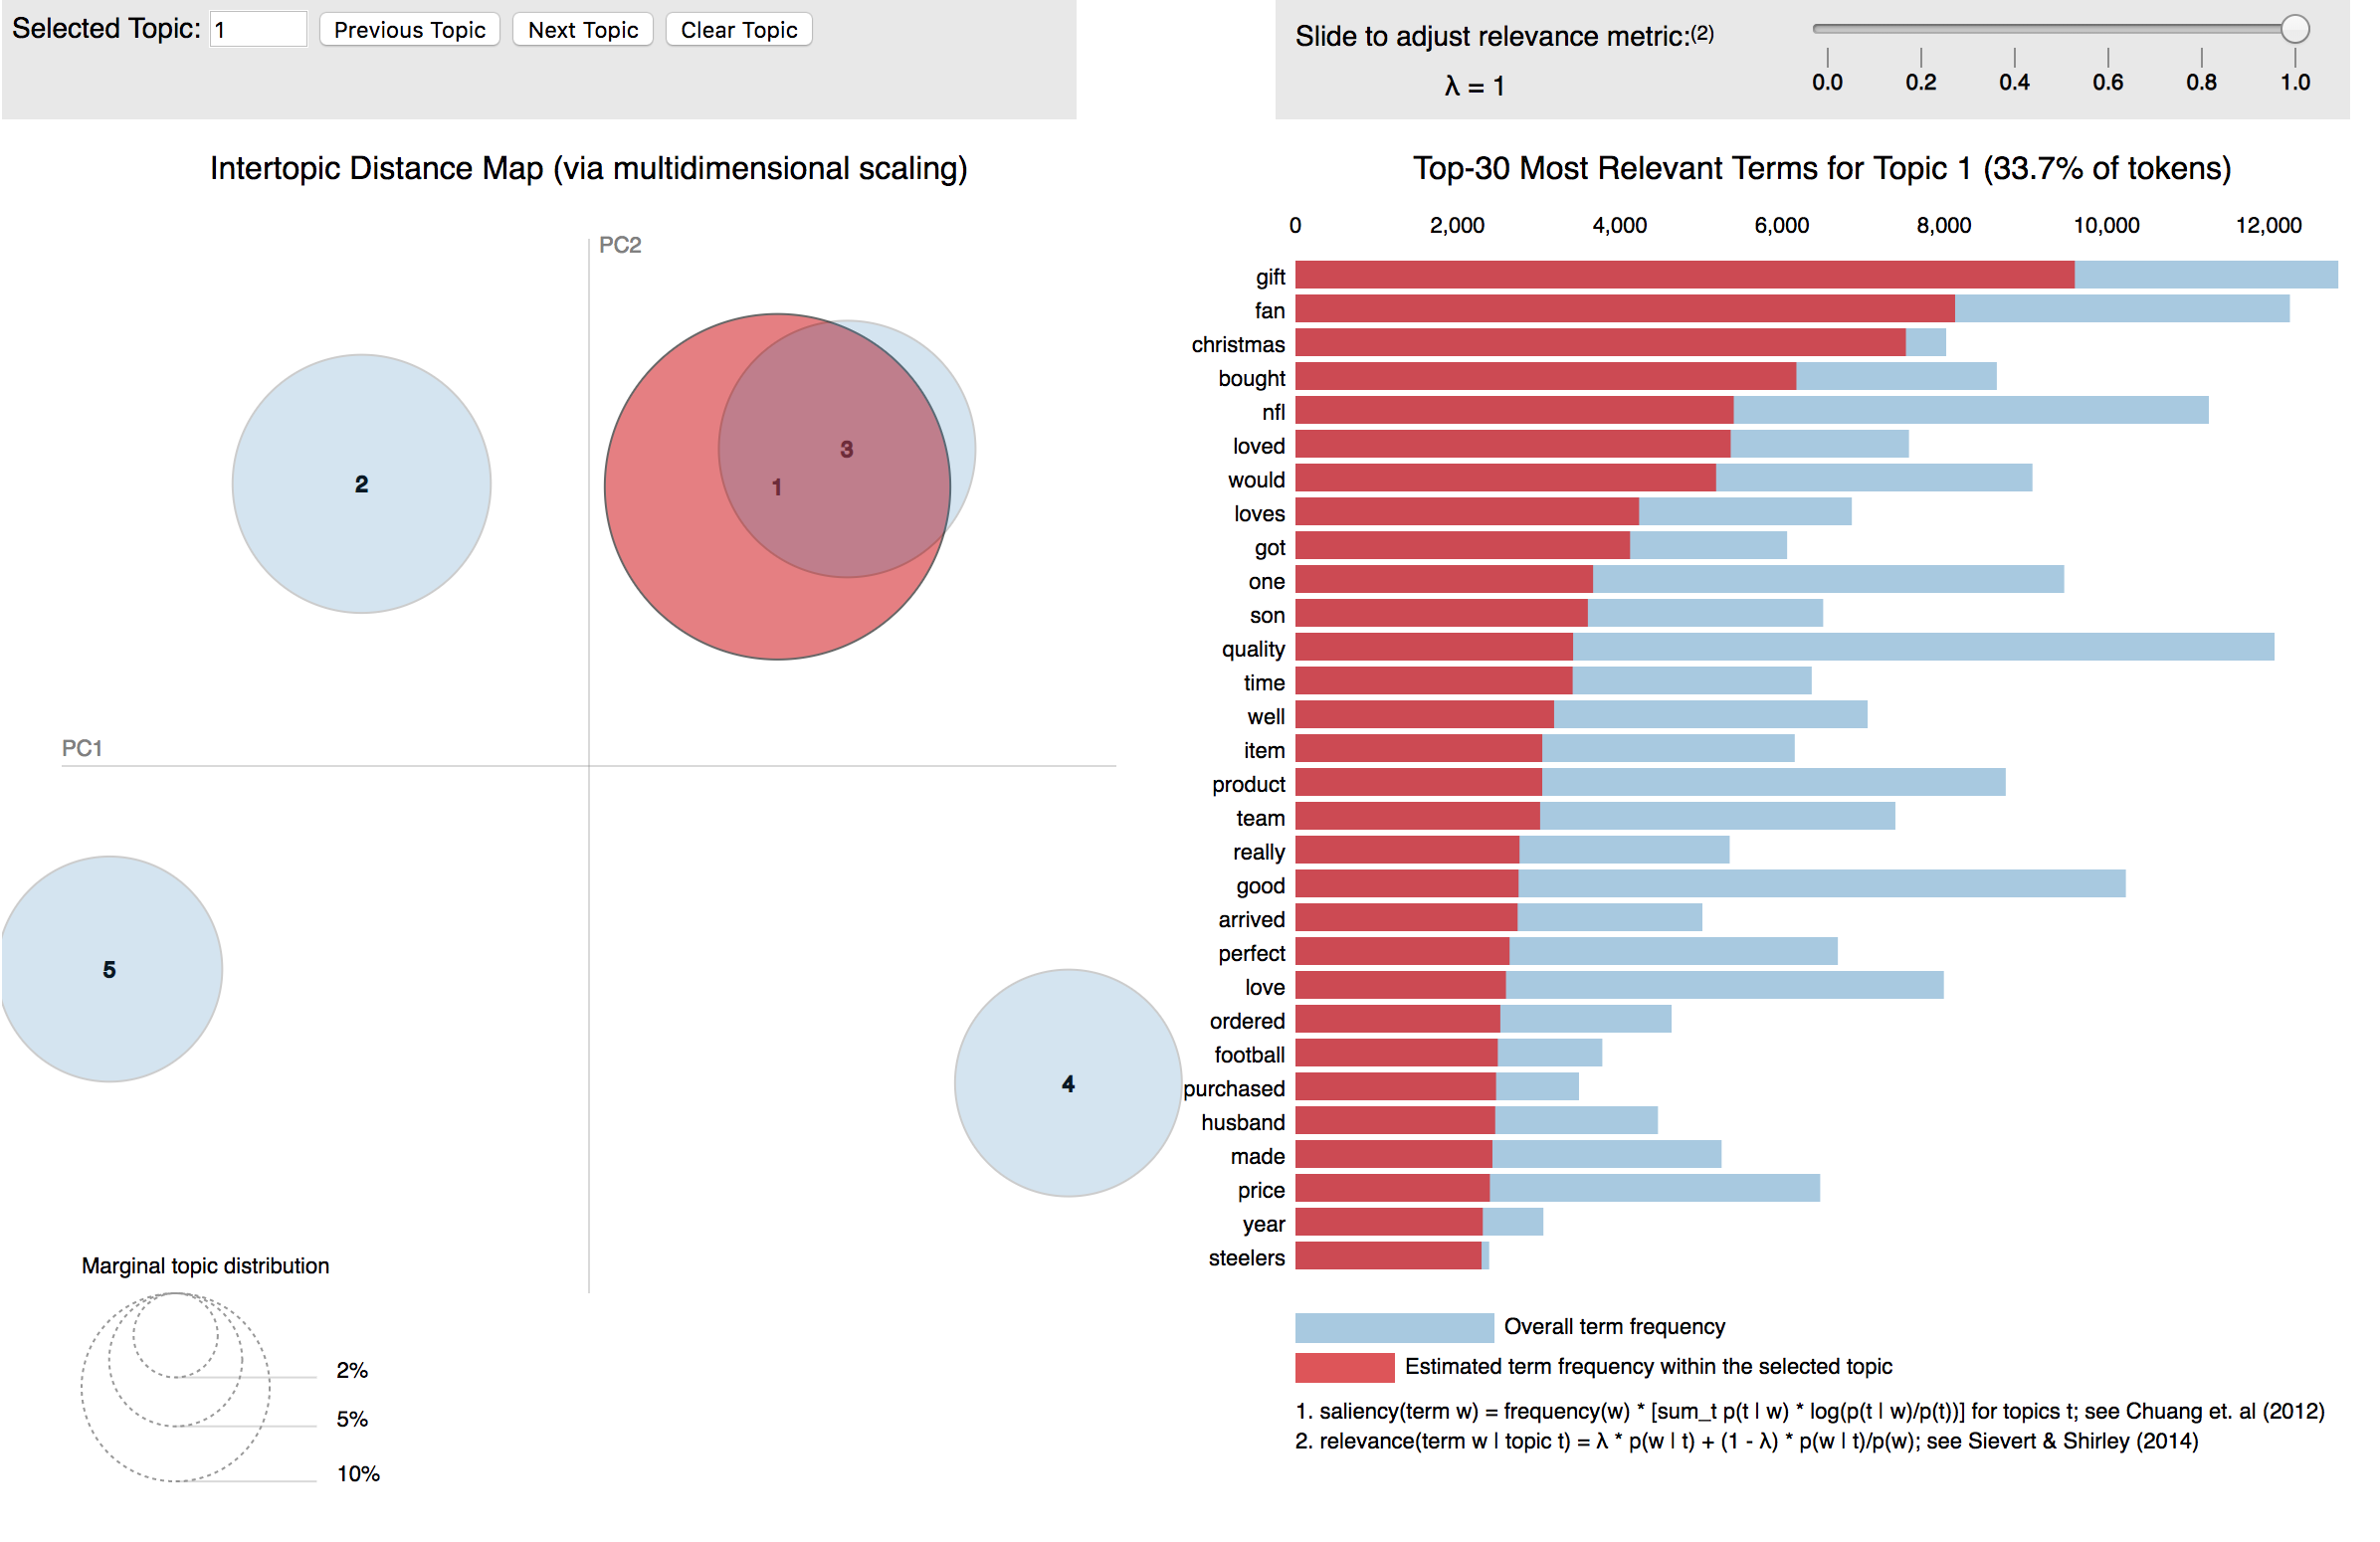 Selected Topic: 1 Previous Topic Next Topic Clear Topic
Slide to adjust relevance metric:(2)
λ = 1
0.0 0.2 0.4 0.6 0.8 1.0
Intertopic Distance Map (via multidimensional scaling)
PC2
2
3
1
PC1
5
4
Marginal topic distribution
2%
5%
10%
Top-30 Most Relevant Terms for Topic 1 (33.7% of tokens)
0 2,000 4,000 6,000 8,000 10,000 12,000
gift
fan
christmas
bought
nfl
loved
would
loves
got
one
son
quality
time
well
item
product
team
really
good
arrived
perfect
love
ordered
football
purchased
husband
made
price
year
steelers
Overall term frequency
Estimated term frequency within the selected topic
1. saliency(term w) = frequency(w) * [sum_t p(t | w) * log(p(t | w)/p(t))] for topics t; see Chuang et. al (2012)
2. relevance(term w | topic t) = λ * p(w | t) + (1 - λ) * p(w | t)/p(w); see Sievert & Shirley (2014)